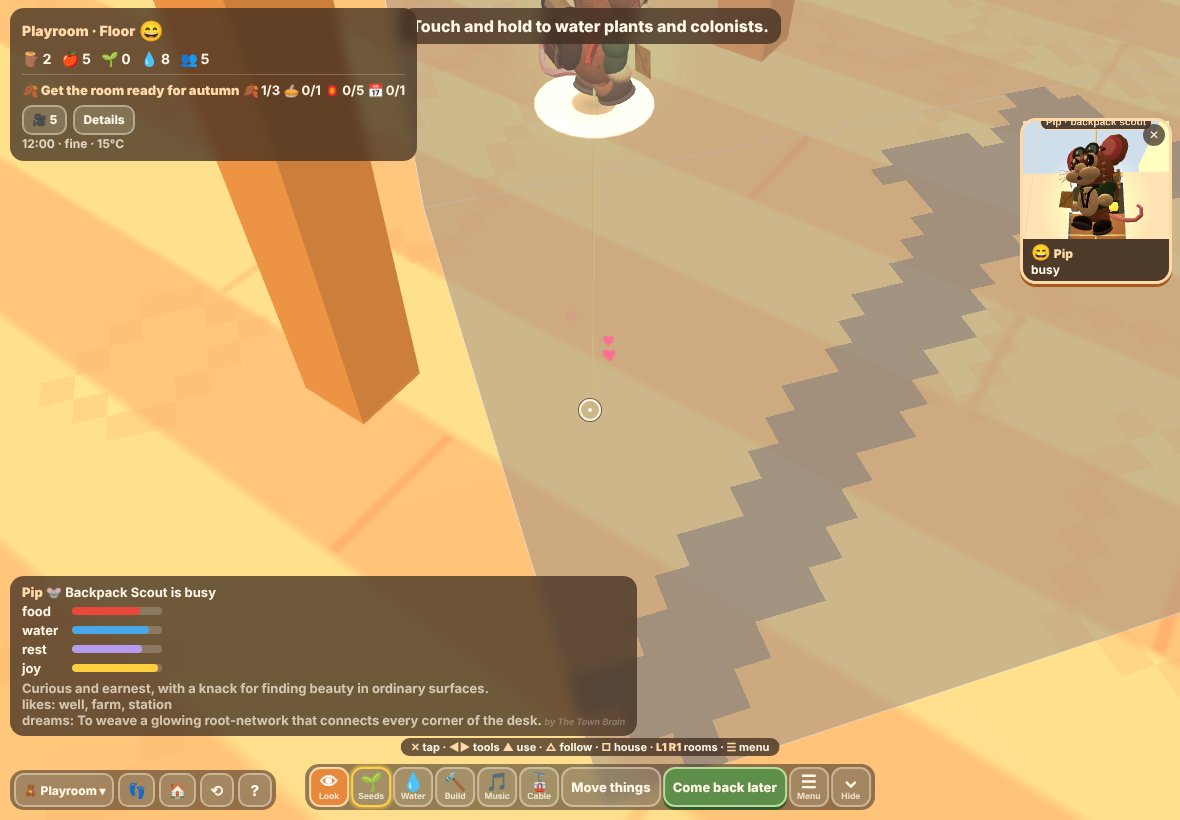 Playroom · Floor
Touch and hold to water plants and colonists.
2 5 0 8 5
Get the room ready for autumn 1/3 0/1 0/5 0/1
5 Details
12:00 · fine · 15°C
Pip · backpack scout
Pip
busy
Pip Backpack Scout is busy
food
water
rest
joy
Curious and earnest, with a knack for finding beauty in ordinary surfaces.
likes: well, farm, station
dreams: To weave a glowing root-network that connects every corner of the desk. by The Town Brain
✕ tap · ◀▶ tools ▲ use · △ follow · □ house · L1 R1 rooms · ☰ menu
Playroom ▾ ?
Look Seeds Water Build Music Cable Move things Come back later Menu Hide